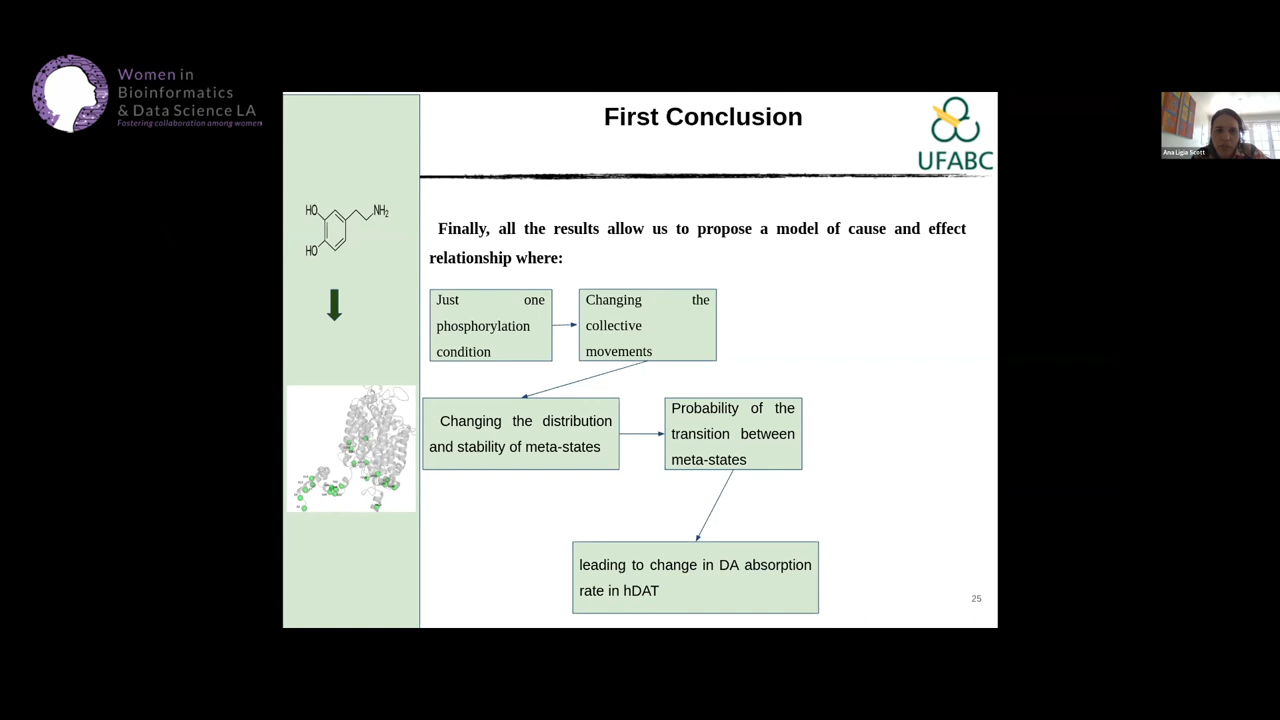 Women in
Bioinformatics
& Data Science LA
Fostering collaboration among women
First Conclusion
UFABC
Ana Ligia Scott
HO
NH2
HO
Finally, all the results allow us to propose a model of cause and effect
relationship where:
Just one
phosphorylation
condition
Changing the
collective
movements
Changing the distribution
and stability of meta-states
Probability of the
transition between
meta-states
leading to change in DA absorption
rate in hDAT
25